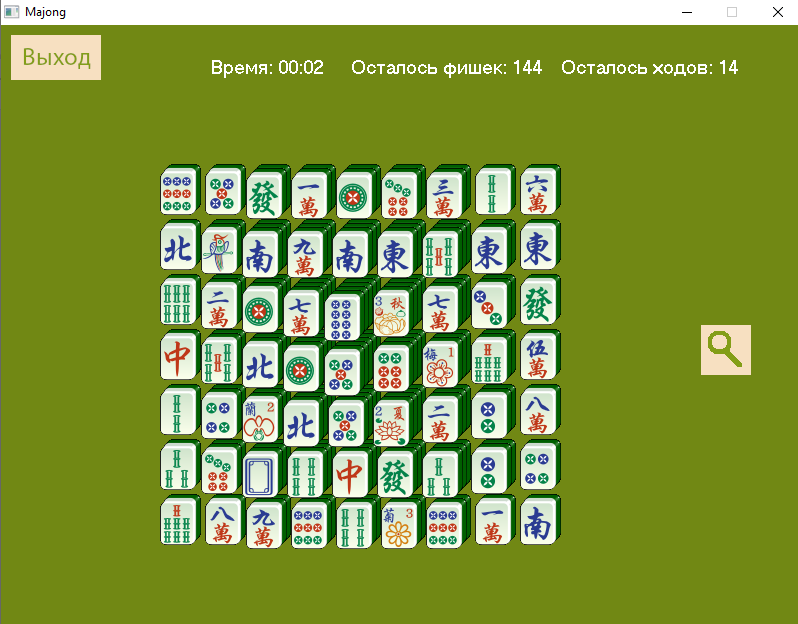 Majong
Выход
Время: 00:02 Осталось фишек: 144 Осталось ходов: 14
發 一萬 三萬 六萬
北 南 九萬 南 東 東 東
二萬 七萬 3 秋 七萬 發
中 北 梅 1 伍萬
蘭 2 北 2 夏 二萬 八萬
中 發
八萬 九萬 菊 3 一萬 南